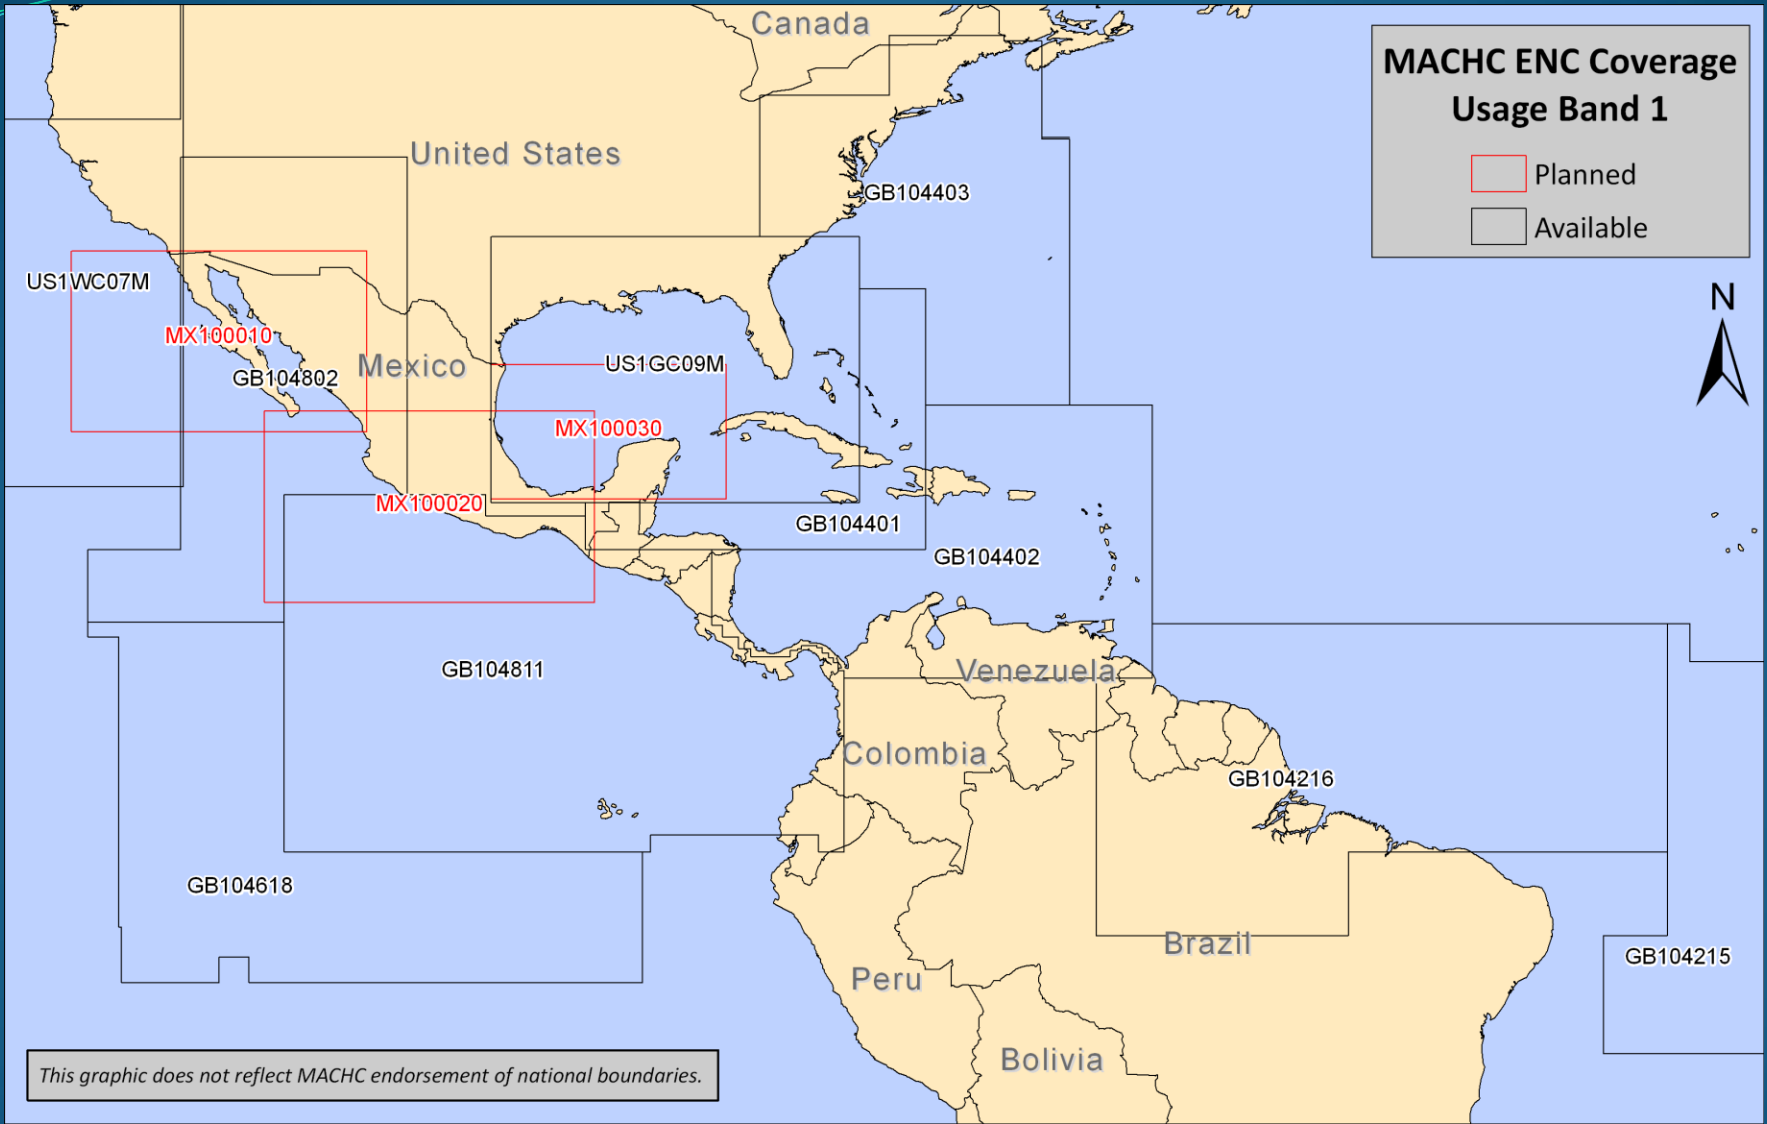 Canada
MACHC ENC Coverage
Usage Band 1
Planned
Available
United States
GB104403
N
US1WC07M
MX100010
GB104802
Mexico
US1GC09M
MX100030
MX100020
GB104401
GB104402
GB104811
Venezuela
Colombia
GB104216
GB104618
Brazil
GB104215
Peru
Bolivia
This graphic does not reflect MACHC endorsement of national boundaries.